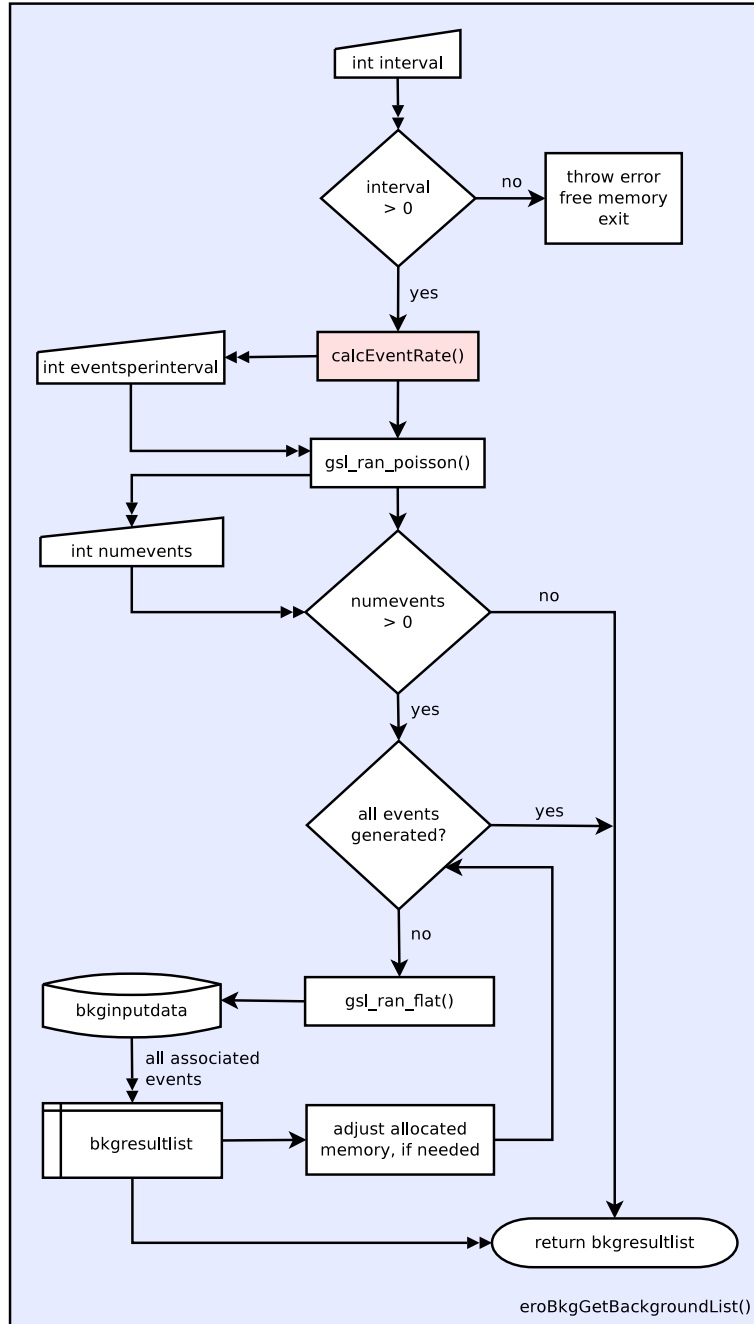 int interval
interval
> 0
no
throw error
free memory
exit
yes
calcEventRate()
int eventsperinterval
gsl_ran_poisson()
int numevents
numevents
> 0
no
yes
all events
generated?
yes
no
gsl_ran_flat()
bkginputdata
all associated
events
bkgresultlist
adjust allocated
memory, if needed
return bkgresultlist
eroBkgGetBackgroundList()